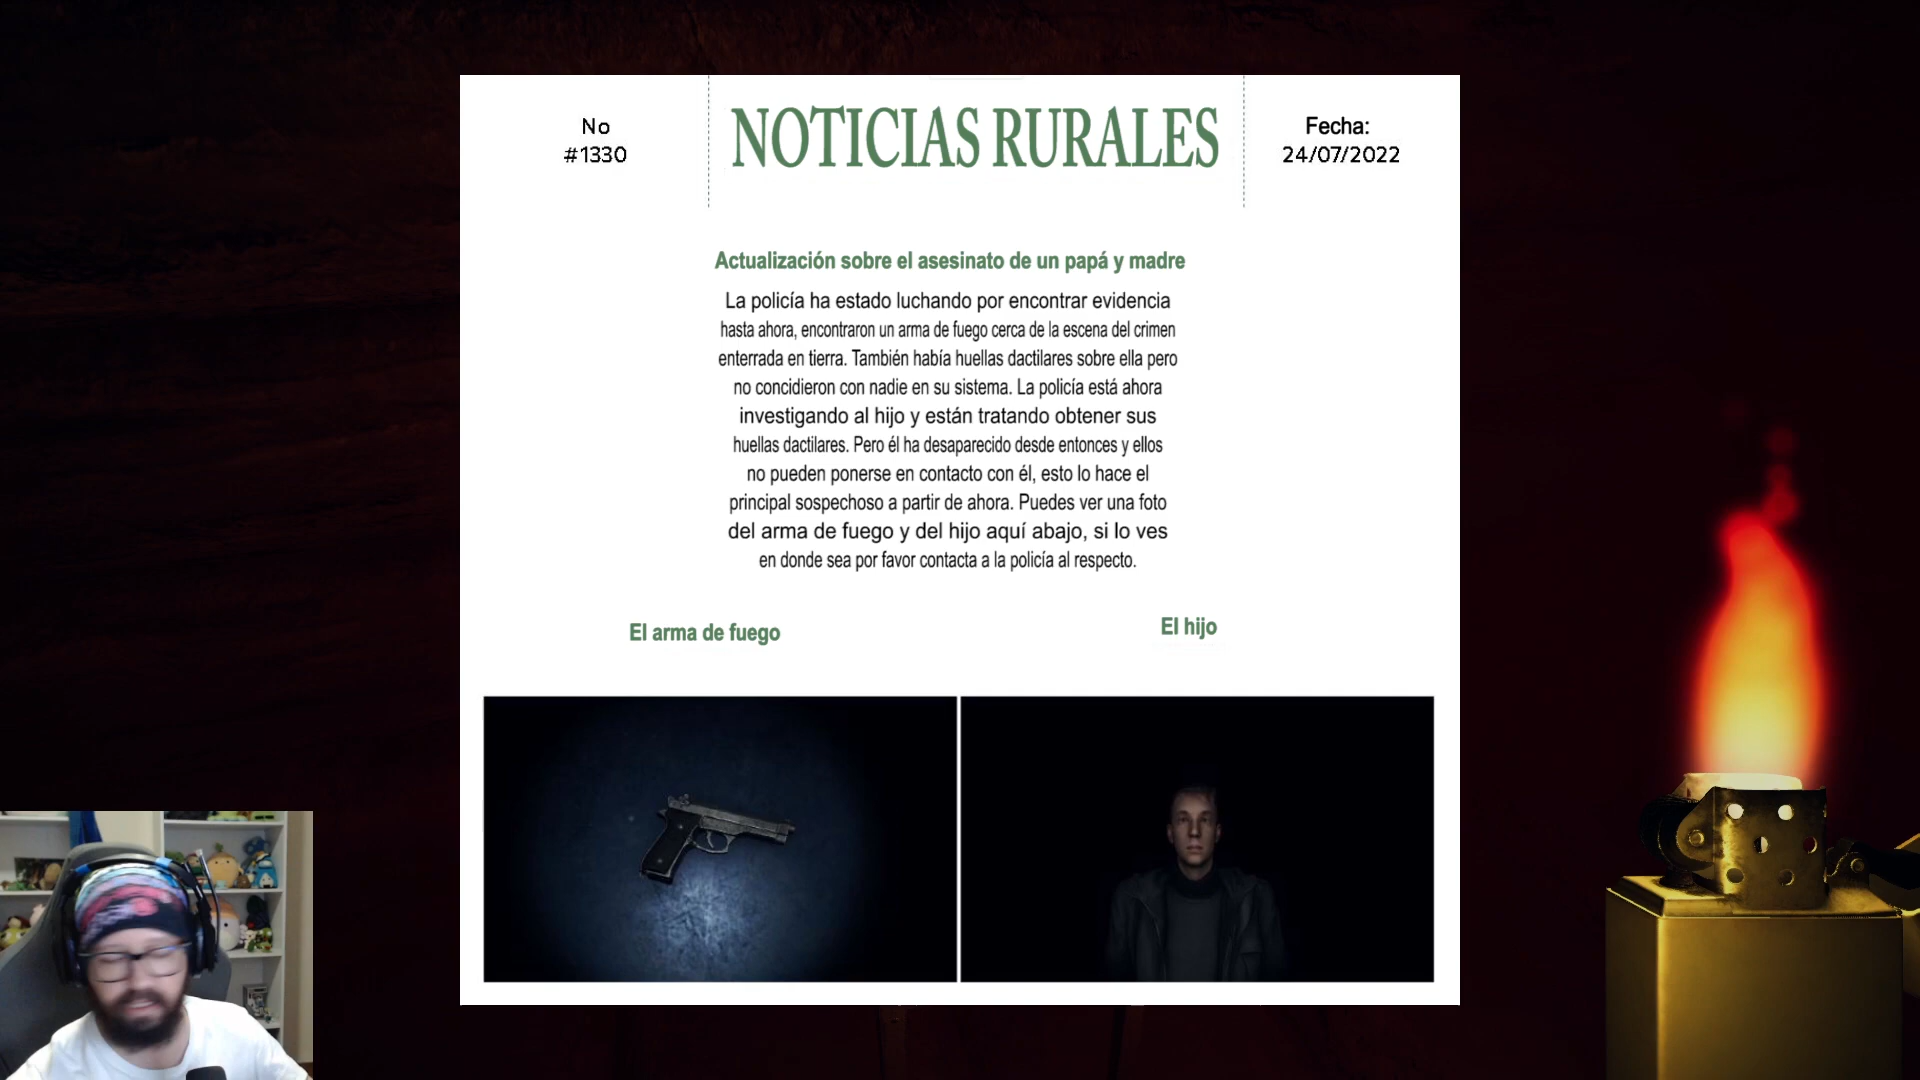 No
#1330
NOTICIAS RURALES
Fecha:
24/07/2022
Actualización sobre el asesinato de un papá y madre
La policía ha estado luchando por encontrar evidencia
hasta ahora, encontraron un arma de fuego cerca de la escena del crimen
enterrada en tierra. También había huellas dactilares sobre ella pero
no concidieron con nadie en su sistema. La policía está ahora
investigando al hijo y están tratando obtener sus
huellas dactilares. Pero él ha desaparecido desde entonces y ellos
no pueden ponerse en contacto con él, esto lo hace el
principal sospechoso a partir de ahora. Puedes ver una foto
del arma de fuego y del hijo aquí abajo, si lo ves
en donde sea por favor contacta a la policía al respecto.
El arma de fuego
El hijo